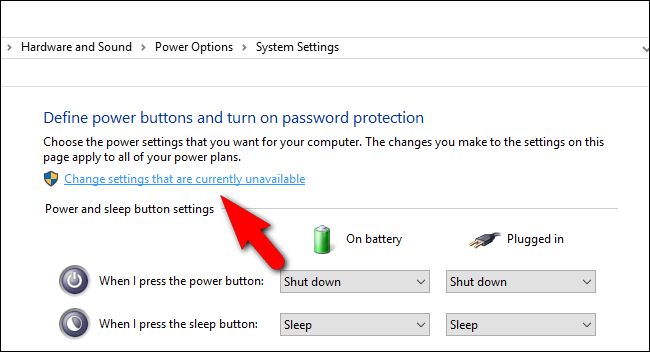 Hardware and Sound > Power Options > System Settings
Define power buttons and turn on password protection
Choose the power settings that you want for your computer. The changes you make to the settings on this
page apply to all of your power plans.
Change settings that are currently unavailable
Power and sleep button settings
On battery Plugged in
When I press the power button: Shut down Shut down
When I press the sleep button: Sleep Sleep